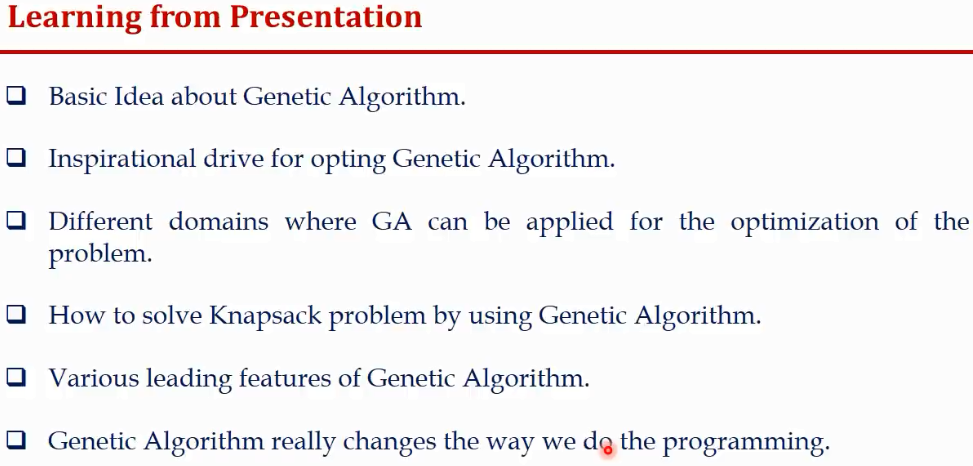 Learning from Presentation
❑ Basic Idea about Genetic Algorithm.
❑ Inspirational drive for opting Genetic Algorithm.
❑ Different domains where GA can be applied for the optimization of the
problem.
❑ How to solve Knapsack problem by using Genetic Algorithm.
❑ Various leading features of Genetic Algorithm.
❑ Genetic Algorithm really changes the way we do the programming.